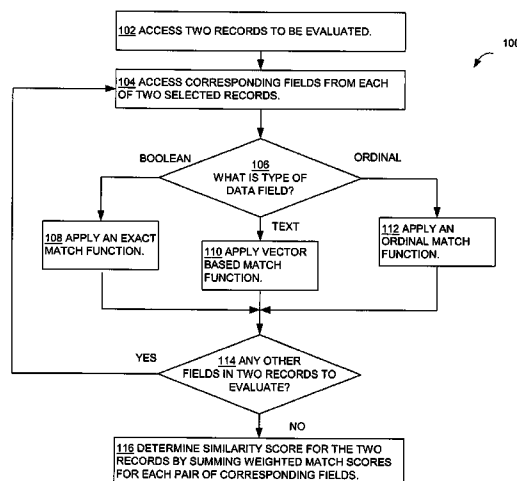 102 ACCESS TWO RECORDS TO BE EVALUATED.
100
104 ACCESS CORRESPONDING FIELDS FROM EACH
OF TWO SELECTED RECORDS.
BOOLEAN
ORDINAL
106
WHAT IS TYPE OF
DATA FIELD?
TEXT
108 APPLY AN EXACT
MATCH FUNCTION.
110 APPLY VECTOR
BASED MATCH
FUNCTION.
112 APPLY AN
ORDINAL MATCH
FUNCTION.
YES
114 ANY OTHER
FIELDS IN TWO RECORDS TO
EVALUATE?
NO
116 DETERMINE SIMILARITY SCORE FOR THE TWO
RECORDS BY SUMMING WEIGHTED MATCH SCORES
FOR EACH PAIR OF CORRESPONDING FIELDS.